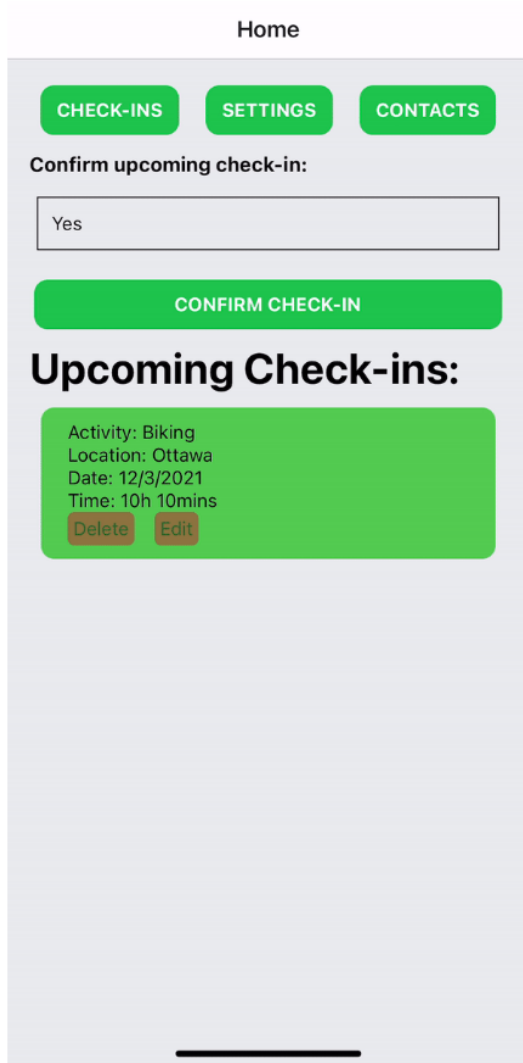 Home
CHECK-INS SETTINGS CONTACTS
Confirm upcoming check-in:
Yes
CONFIRM CHECK-IN
Upcoming Check-ins:
Activity: Biking
Location: Ottawa
Date: 12/3/2021
Time: 10h 10mins
Delete Edit